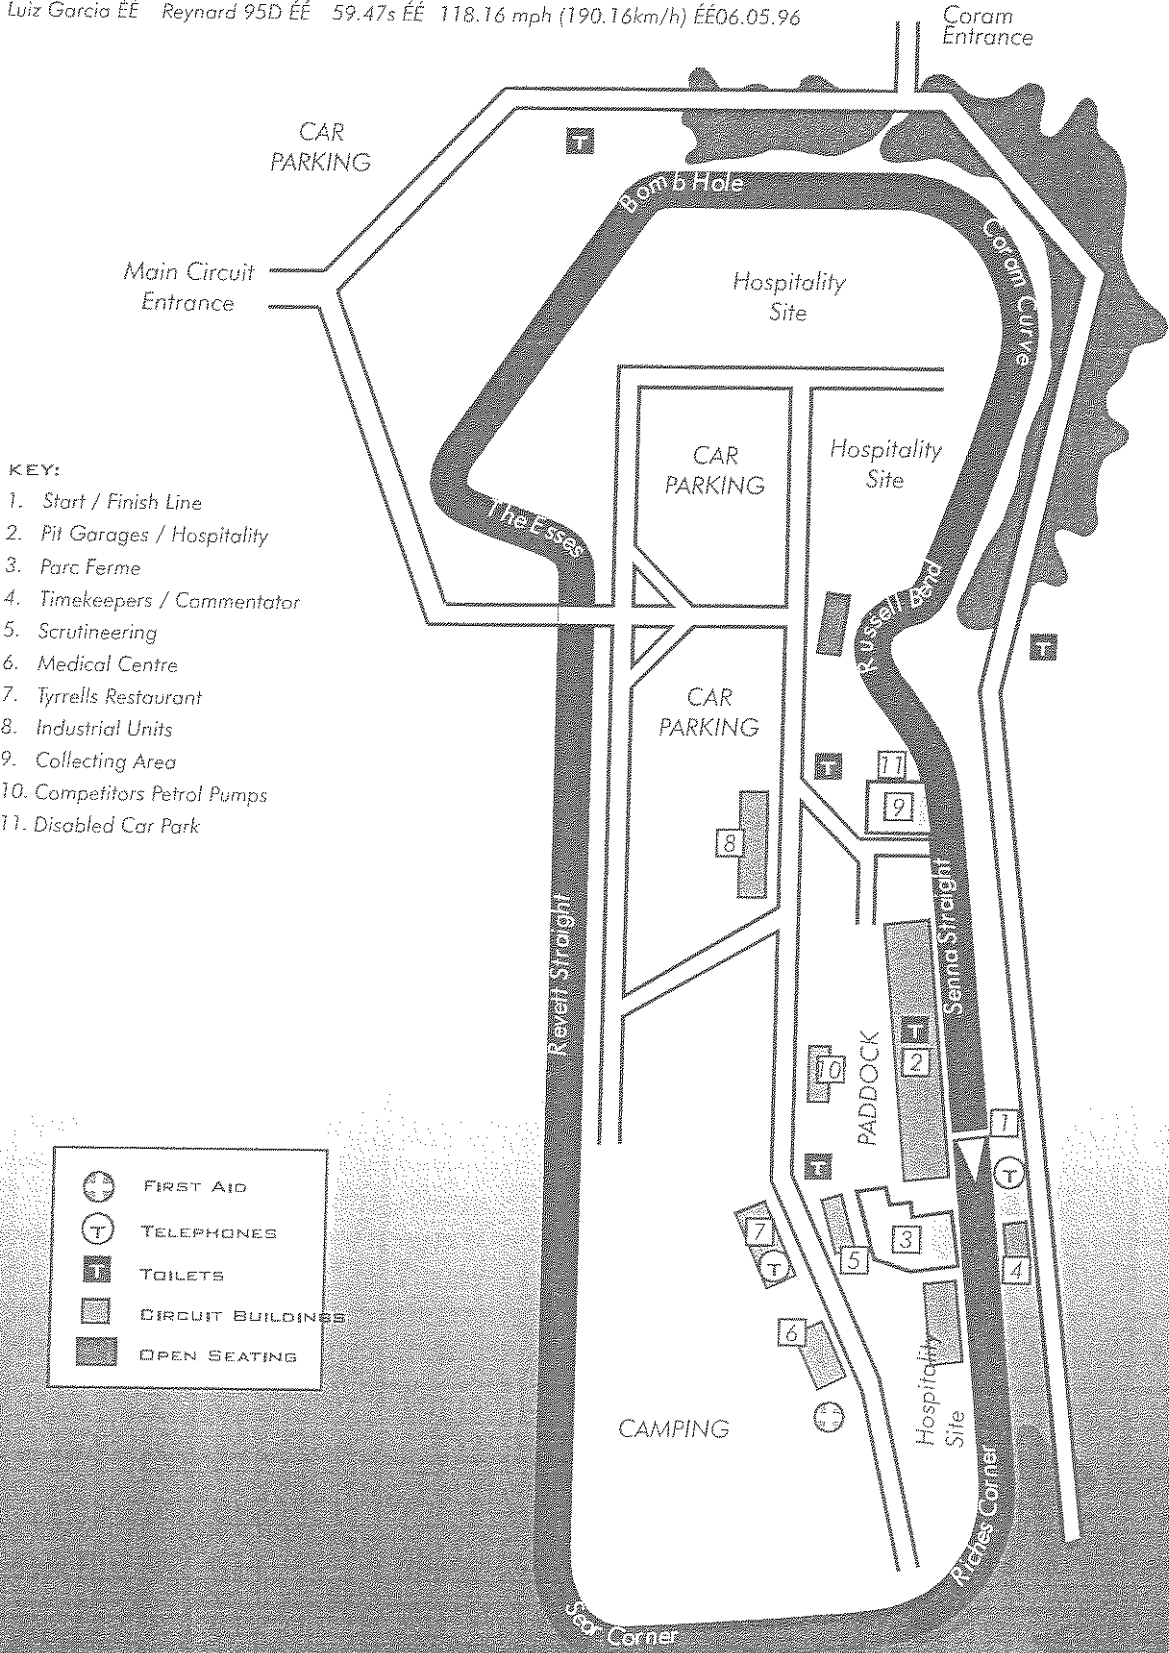 Luiz Garcia ÉÉ Reynard 95D ÉÉ 59.47s ÉÉ 118.16 mph (190.16km/h) ÉÉ06.05.96
Coram
Entrance
CAR
PARKING
T
Bomb Hole
Coram Curve
Main Circuit
Entrance
Hospitality
Site
CAR
PARKING
Hospitality
Site
The Esses
Russell Bend
T
KEY:
1. Start / Finish Line
2. Pit Garages / Hospitality
3. Parc Ferme
4. Timekeepers / Commentator
5. Scrutineering
6. Medical Centre
7. Tyrrells Restaurant
8. Industrial Units
9. Collecting Area
10. Competitors Petrol Pumps
11. Disabled Car Park
CAR
PARKING
T
11
9
8
Revett Straight
Senna Straight
T
2
10
PADDOCK
1
T
T
7
T
5
3
4
6
Hospitality
Site
CAMPING
Riches Corner
Sear Corner
FIRST AID
T TELEPHONES
T TOILETS
CIRCUIT BUILDINGS
OPEN SEATING